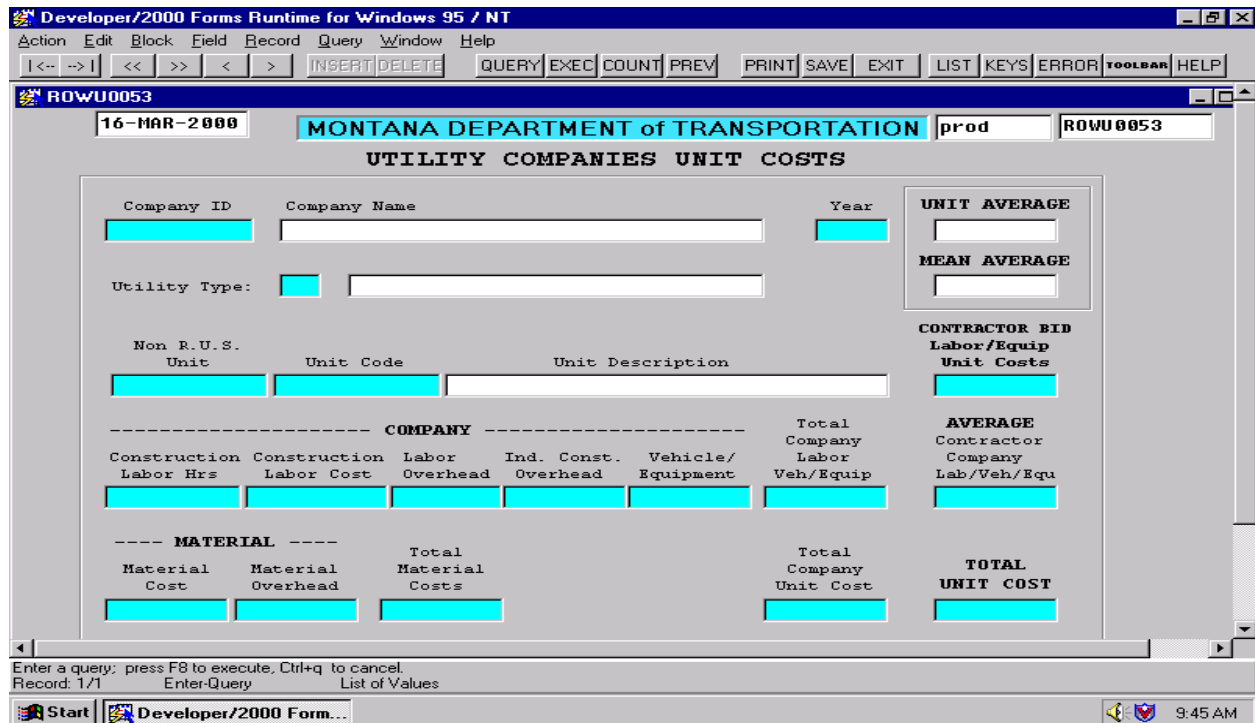 Developer/2000 Forms Runtime for Windows 95 / NT
Action Edit Block Field Record Query Window Help
|<-- -->| << >> < > INSERT DELETE QUERY EXEC COUNT PREV PRINT SAVE EXIT LIST KEYS ERROR TOOLBAR HELP
ROWU0053
16-MAR-2000 MONTANA DEPARTMENT of TRANSPORTATION prod ROWU0053
UTILITY COMPANIES UNIT COSTS
Company ID Company Name Year UNIT AVERAGE
MEAN AVERAGE
Utility Type:
CONTRACTOR BID
Non R.U.S. Labor/Equip
Unit Unit Code Unit Description Unit Costs
Total AVERAGE
---------------------- COMPANY ----------------------
Company Contractor
Construction Construction Labor Ind. Const. Vehicle/ Labor Company
Labor Hrs Labor Cost Overhead Overhead Equipment Veh/Equip Lab/Veh/Equ
---- MATERIAL ----
Total Total
Material Material Material Company TOTAL
Cost Overhead Costs Unit Cost UNIT COST
Enter a query; press F8 to execute, Ctrl+q to cancel.
Record: 1/1 Enter-Query List of Values
Start Developer/2000 Form... 9:45 AM